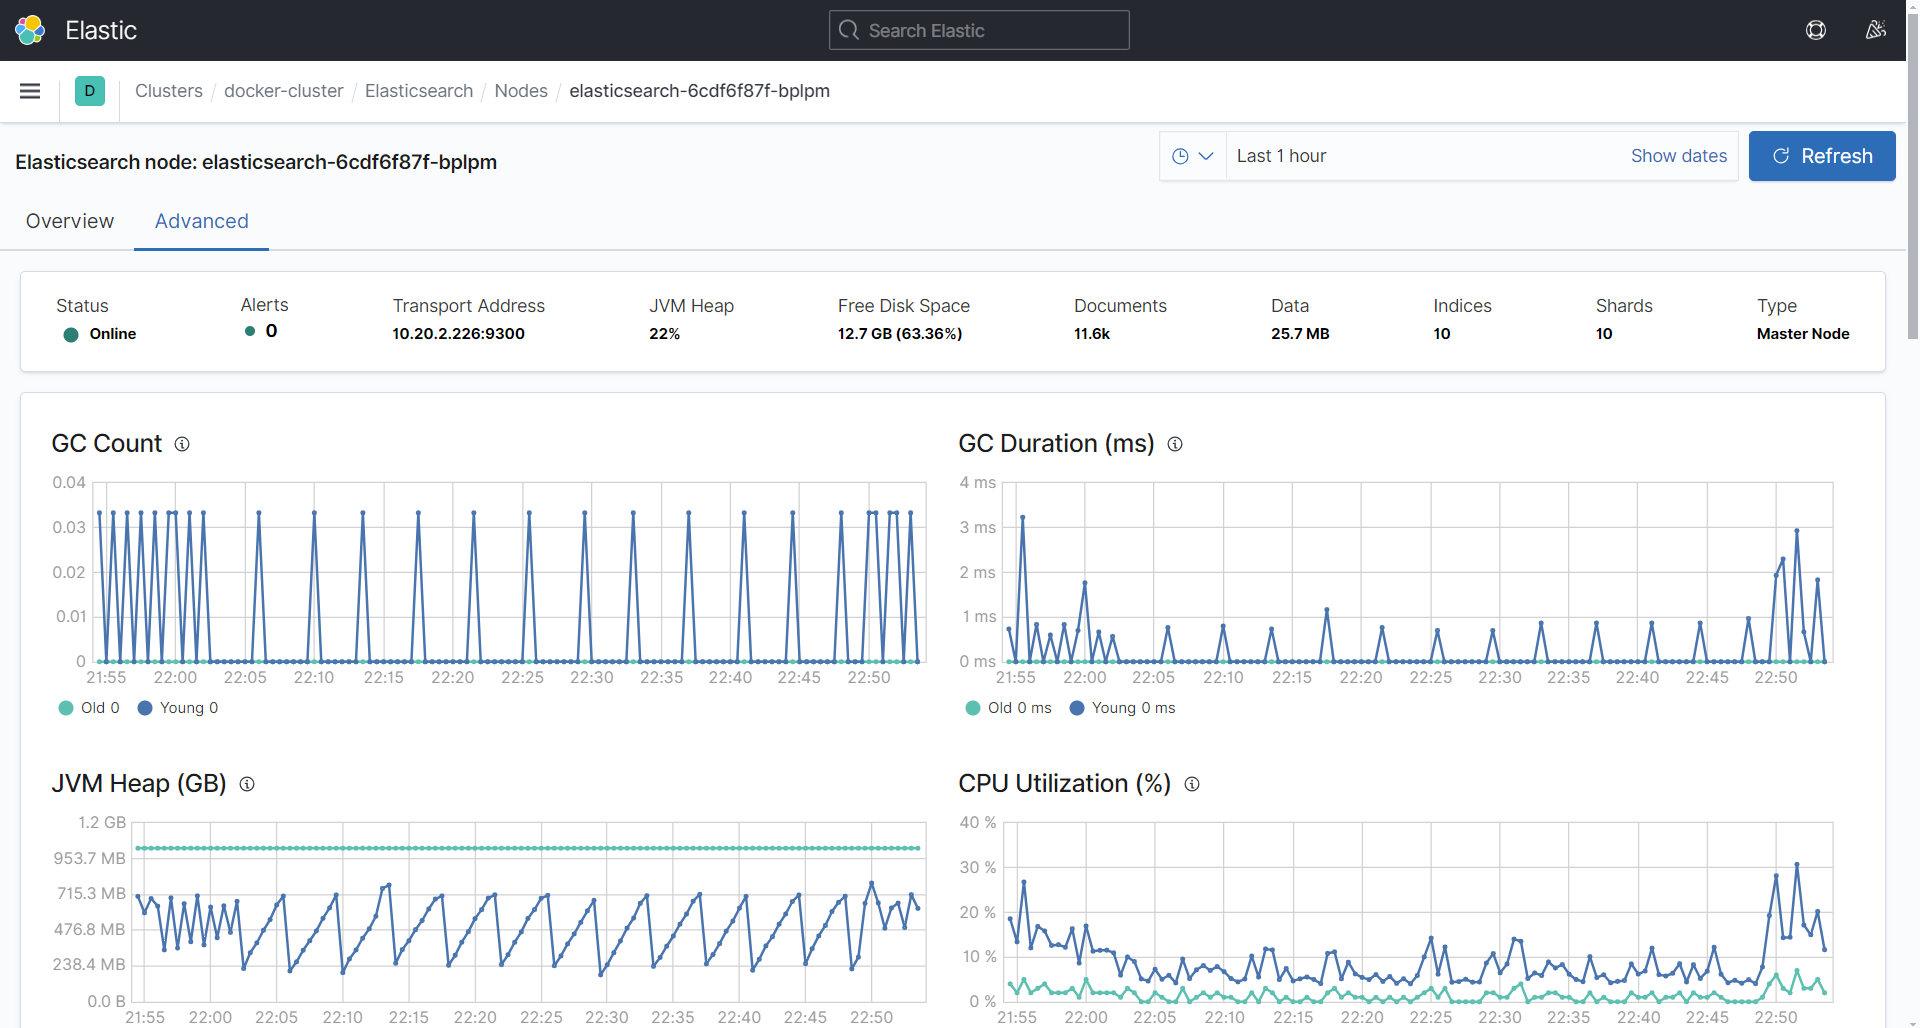 Elastic
Search Elastic
D
Clusters / docker-cluster / Elasticsearch / Nodes / elasticsearch-6cdf6f87f-bplpm
Elasticsearch node: elasticsearch-6cdf6f87f-bplpm
Last 1 hour
Show dates
Refresh
Overview
Advanced
Status
Online
Alerts
0
Transport Address
10.20.2.226:9300
JVM Heap
22%
Free Disk Space
12.7 GB (63.36%)
Documents
11.6k
Data
25.7 MB
Indices
10
Shards
10
Type
Master Node
GC Count
0.04
0.03
0.02
0.01
0
21:55 22:00 22:05 22:10 22:15 22:20 22:25 22:30 22:35 22:40 22:45 22:50
Old 0 Young 0
GC Duration (ms)
4 ms
3 ms
2 ms
1 ms
0 ms
21:55 22:00 22:05 22:10 22:15 22:20 22:25 22:30 22:35 22:40 22:45 22:50
Old 0 ms Young 0 ms
JVM Heap (GB)
1.2 GB
953.7 MB
715.3 MB
476.8 MB
238.4 MB
0.0 B
21:55 22:00 22:05 22:10 22:15 22:20 22:25 22:30 22:35 22:40 22:45 22:50
CPU Utilization (%)
40 %
30 %
20 %
10 %
0 %
21:55 22:00 22:05 22:10 22:15 22:20 22:25 22:30 22:35 22:40 22:45 22:50